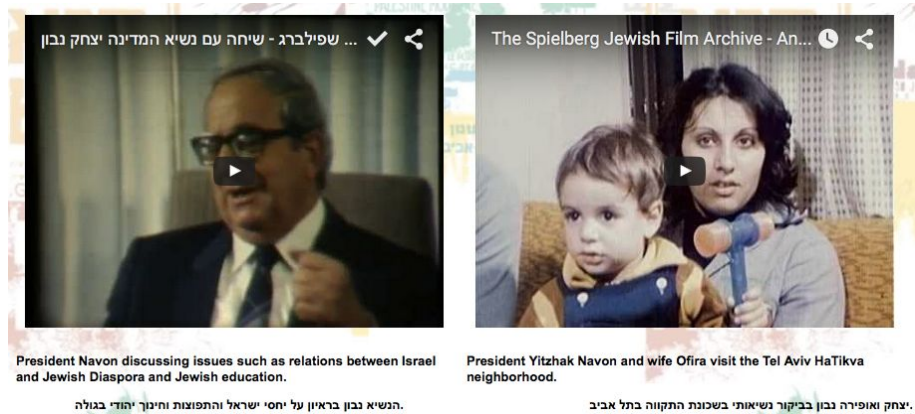 שפילברג - שיחה עם נשיא המדינה יצחק נבון ...
The Spielberg Jewish Film Archive - An...
President Navon discussing issues such as relations between Israel
and Jewish Diaspora and Jewish education.
הנשיא נבון בראיון על יחסי ישראל והתפוצות וחינוך יהודי בגולה.
President Yitzhak Navon and wife Ofira visit the Tel Aviv HaTikva
neighborhood.
יצחק ואופירה נבון בביקור נשיאותי בשכונת התקווה בתל אביב.